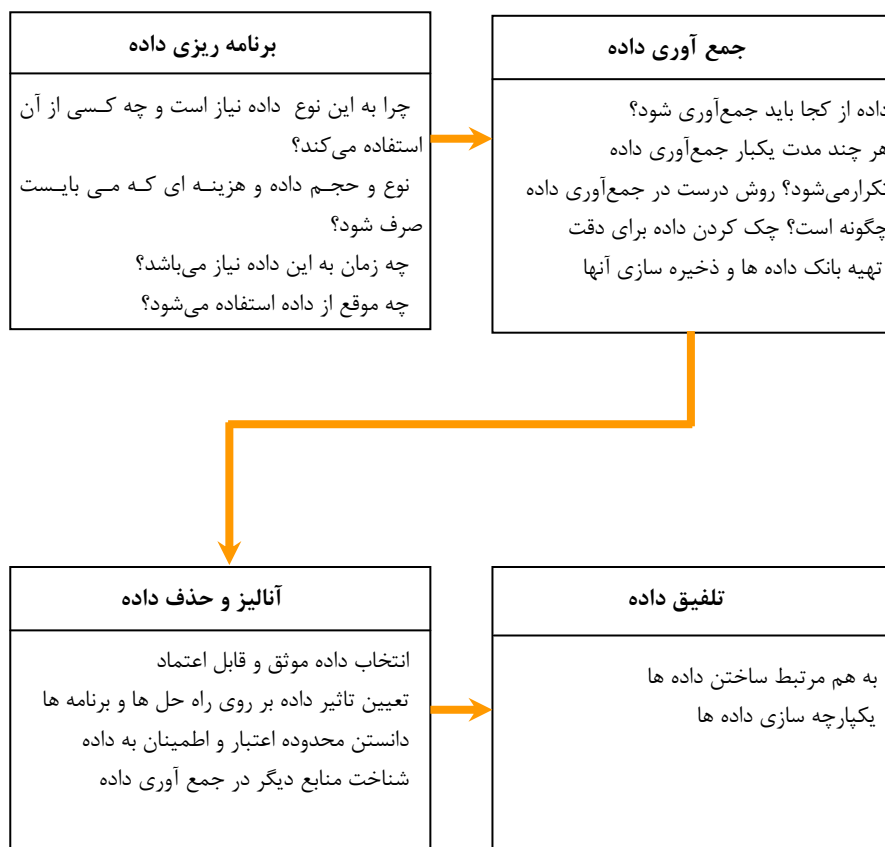 برنامه ریزی داده
چرا به این نوع داده نیاز است و چه کسی از آن
استفاده می‌کند؟
نوع و حجم داده و هزینه ای که می بایست
صرف شود؟
چه زمان به این داده نیاز می‌باشد؟
چه موقع از داده استفاده می‌شود؟
جمع آوری داده
داده از کجا باید جمع‌آوری شود؟
هر چند مدت یکبار جمع‌آوری داده
تکرارمی‌شود؟ روش درست در جمع‌آوری داده
چگونه است؟ چک کردن داده برای دقت
تهیه بانک داده ها و ذخیره سازی آنها
آنالیز و حذف داده
انتخاب داده موثق و قابل اعتماد
تعیین تاثیر داده بر روی راه حل ها و برنامه ها
دانستن محدوده اعتبار و اطمینان به داده
شناخت منابع دیگر در جمع آوری داده
تلفیق داده
به هم مرتبط ساختن داده ها
یکپارچه سازی داده ها